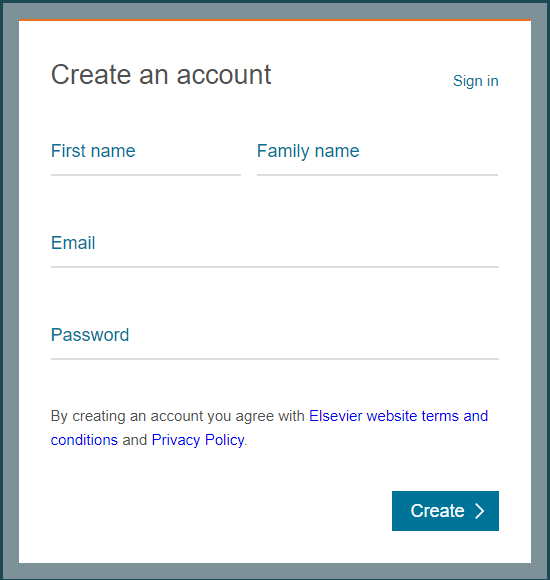 Create an account
Sign in
First name
Family name
Email
Password
By creating an account you agree with Elsevier website terms and
conditions and Privacy Policy.
Create